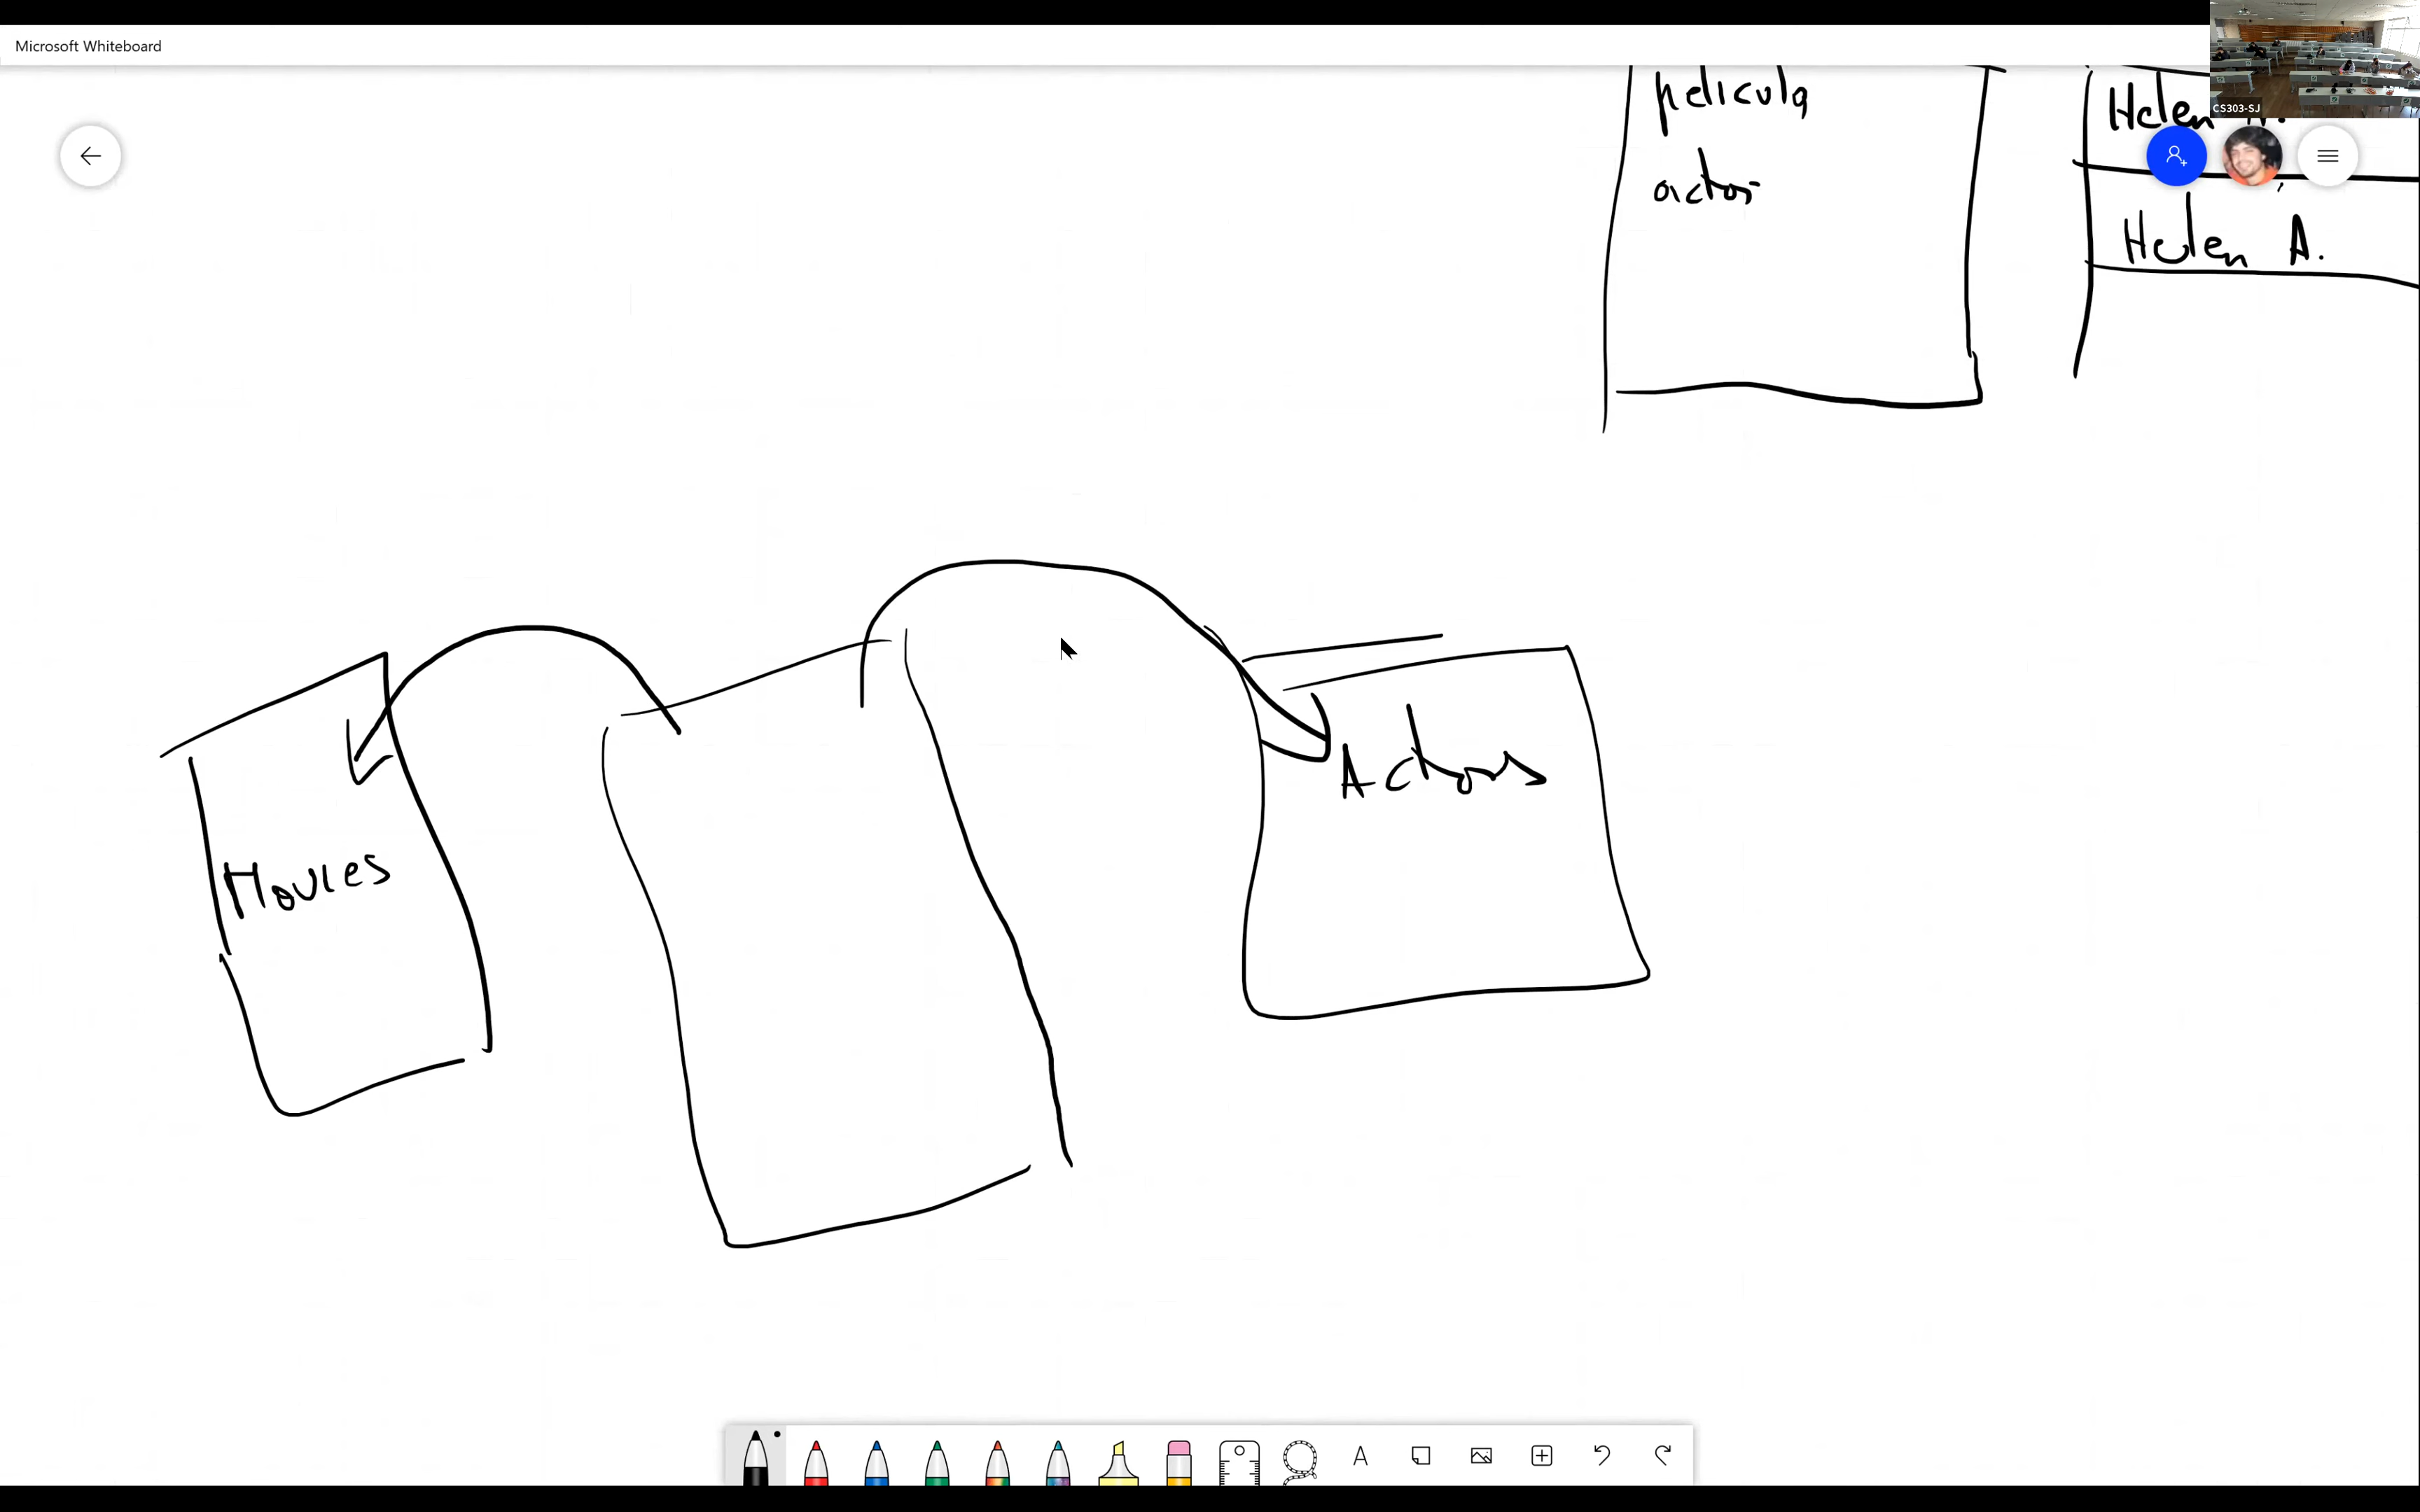 Microsoft Whiteboard
CS303-SJ
pelicula
actor
Helen
Helen A.
Movies
Actors